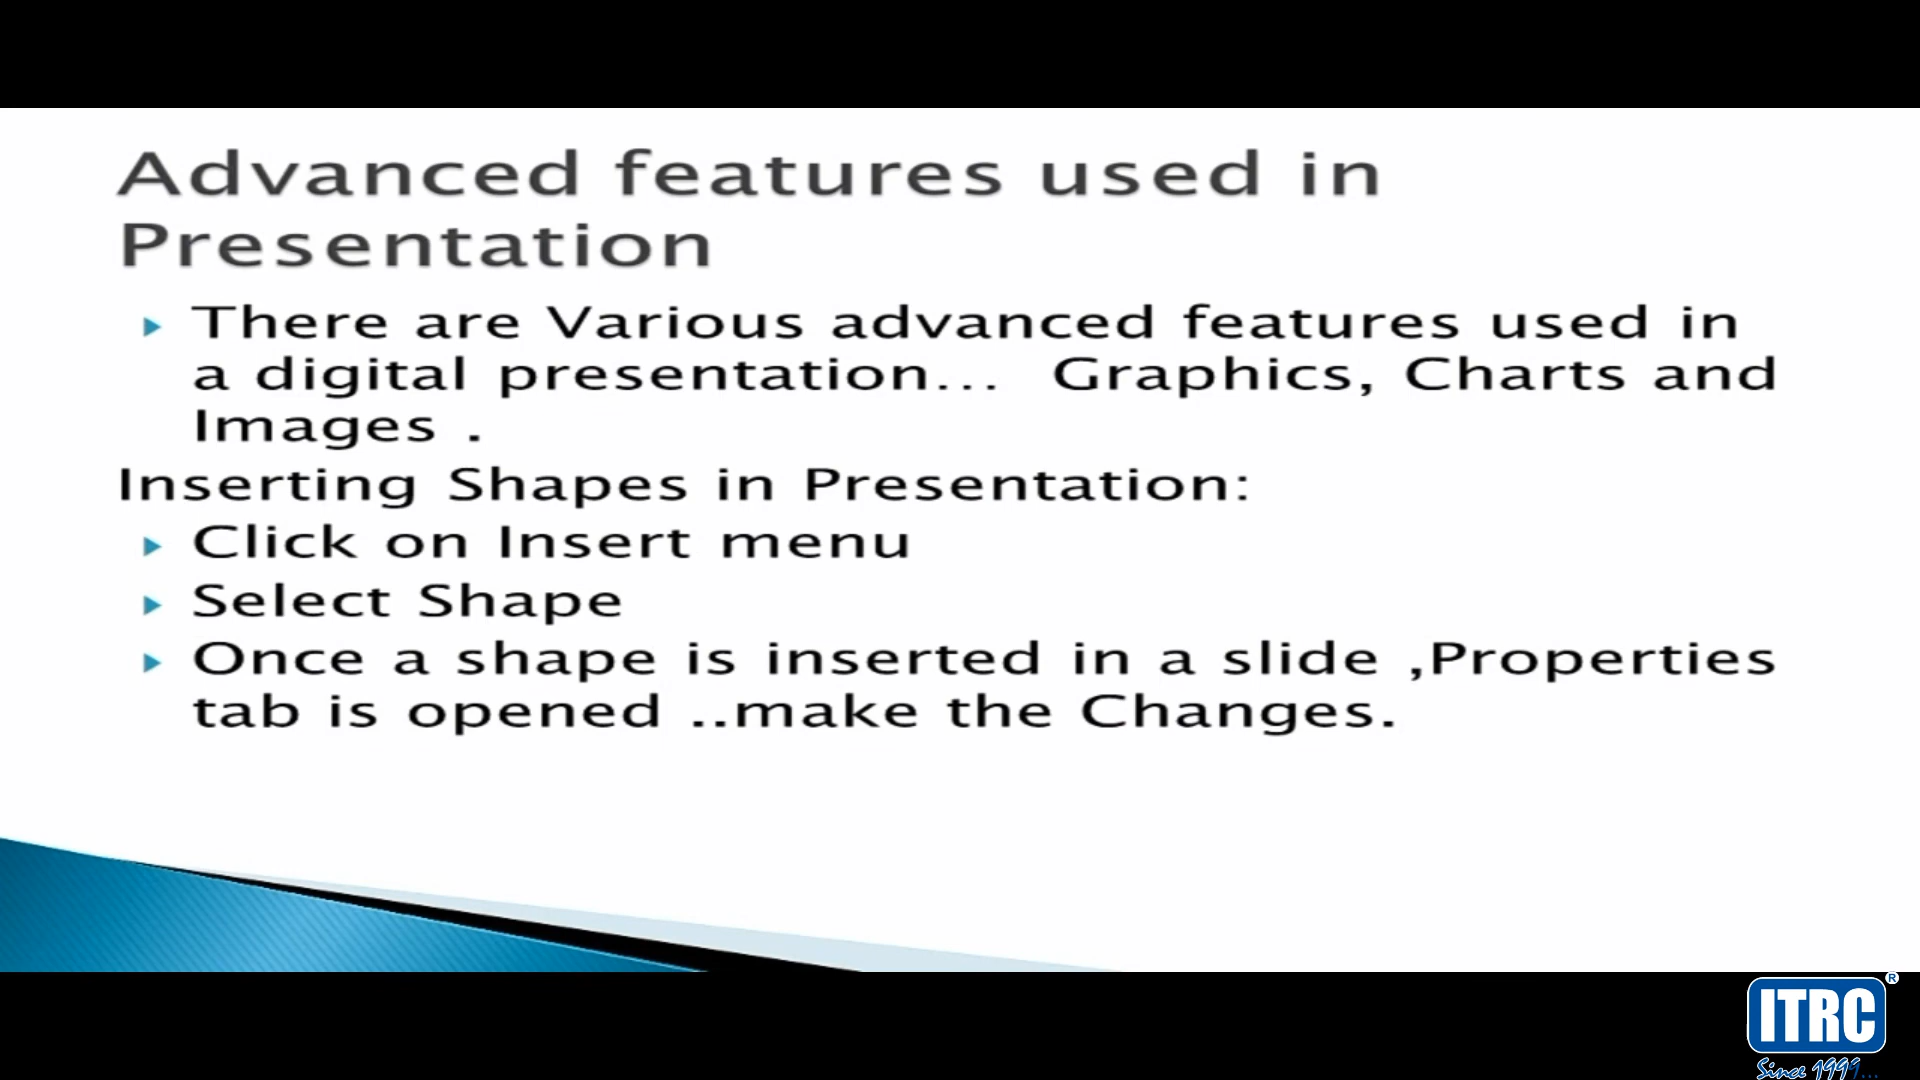 Advanced features used in
Presentation
There are Various advanced features used in
a digital presentation... Graphics, Charts and
Images .
Inserting Shapes in Presentation:
Click on Insert menu
Select Shape
Once a shape is inserted in a slide ,Properties
tab is opened ..make the Changes.
ITRC®
Since 1999...